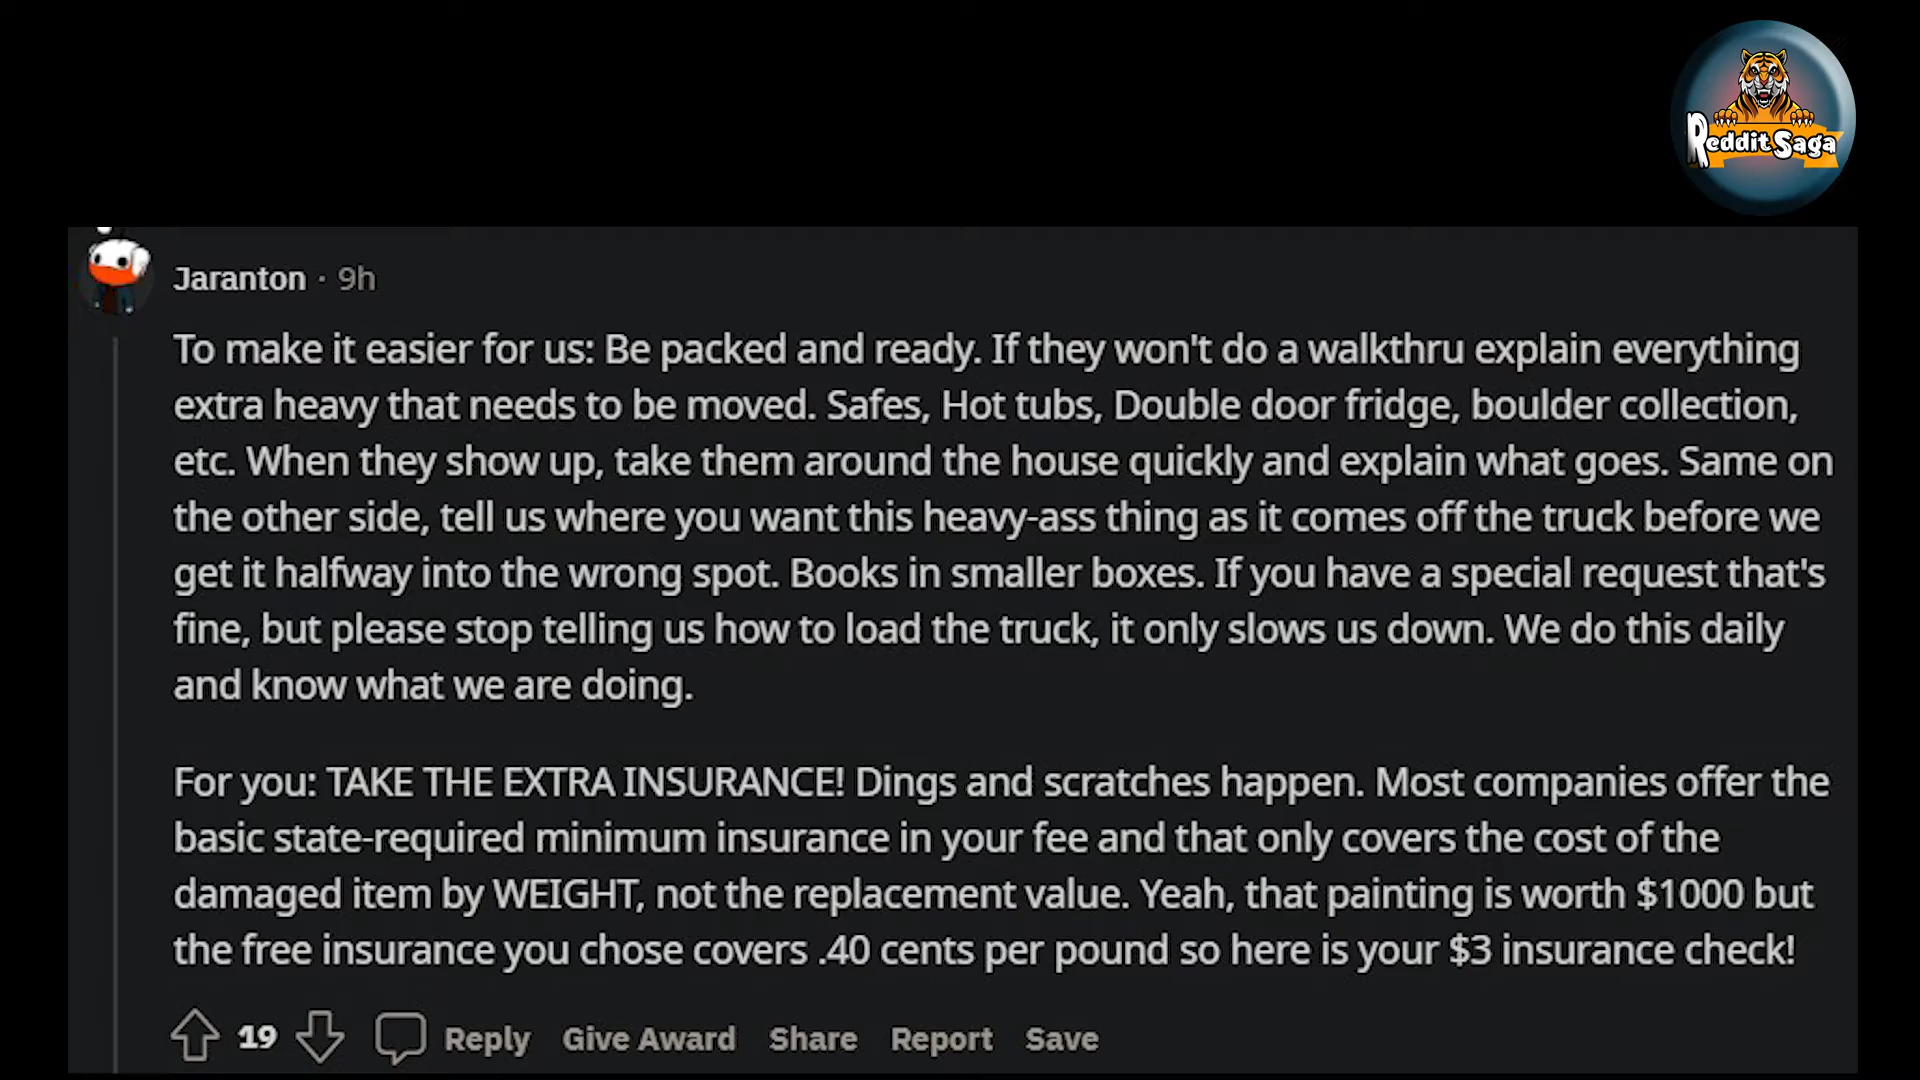 Reddit Saga
Jaranton · 9h
To make it easier for us: Be packed and ready. If they won't do a walkthru explain everything
extra heavy that needs to be moved. Safes, Hot tubs, Double door fridge, boulder collection,
etc. When they show up, take them around the house quickly and explain what goes. Same on
the other side, tell us where you want this heavy-ass thing as it comes off the truck before we
get it halfway into the wrong spot. Books in smaller boxes. If you have a special request that's
fine, but please stop telling us how to load the truck, it only slows us down. We do this daily
and know what we are doing.
For you: TAKE THE EXTRA INSURANCE! Dings and scratches happen. Most companies offer the
basic state-required minimum insurance in your fee and that only covers the cost of the
damaged item by WEIGHT, not the replacement value. Yeah, that painting is worth $1000 but
the free insurance you chose covers .40 cents per pound so here is your $3 insurance check!
19 Reply Give Award Share Report Save